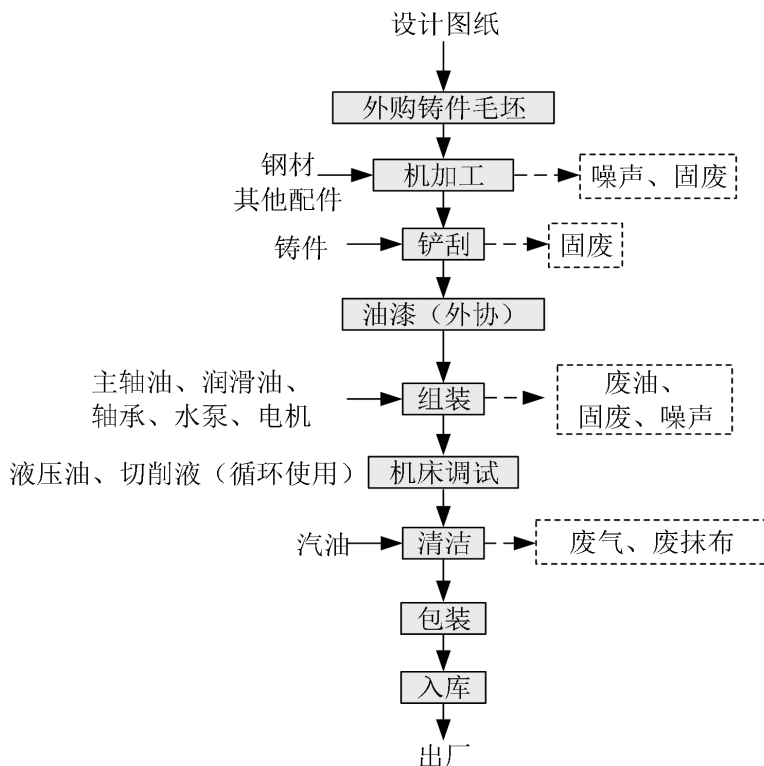 设计图纸
外购铸件毛坯
钢材
其他配件
机加工
噪声、固废
铸件
铲刮
固废
油漆（外协）
主轴油、润滑油、
轴承、水泵、电机
组装
废油、
固废、噪声
液压油、切削液（循环使用）
机床调试
汽油
清洁
废气、废抹布
包装
入库
出厂